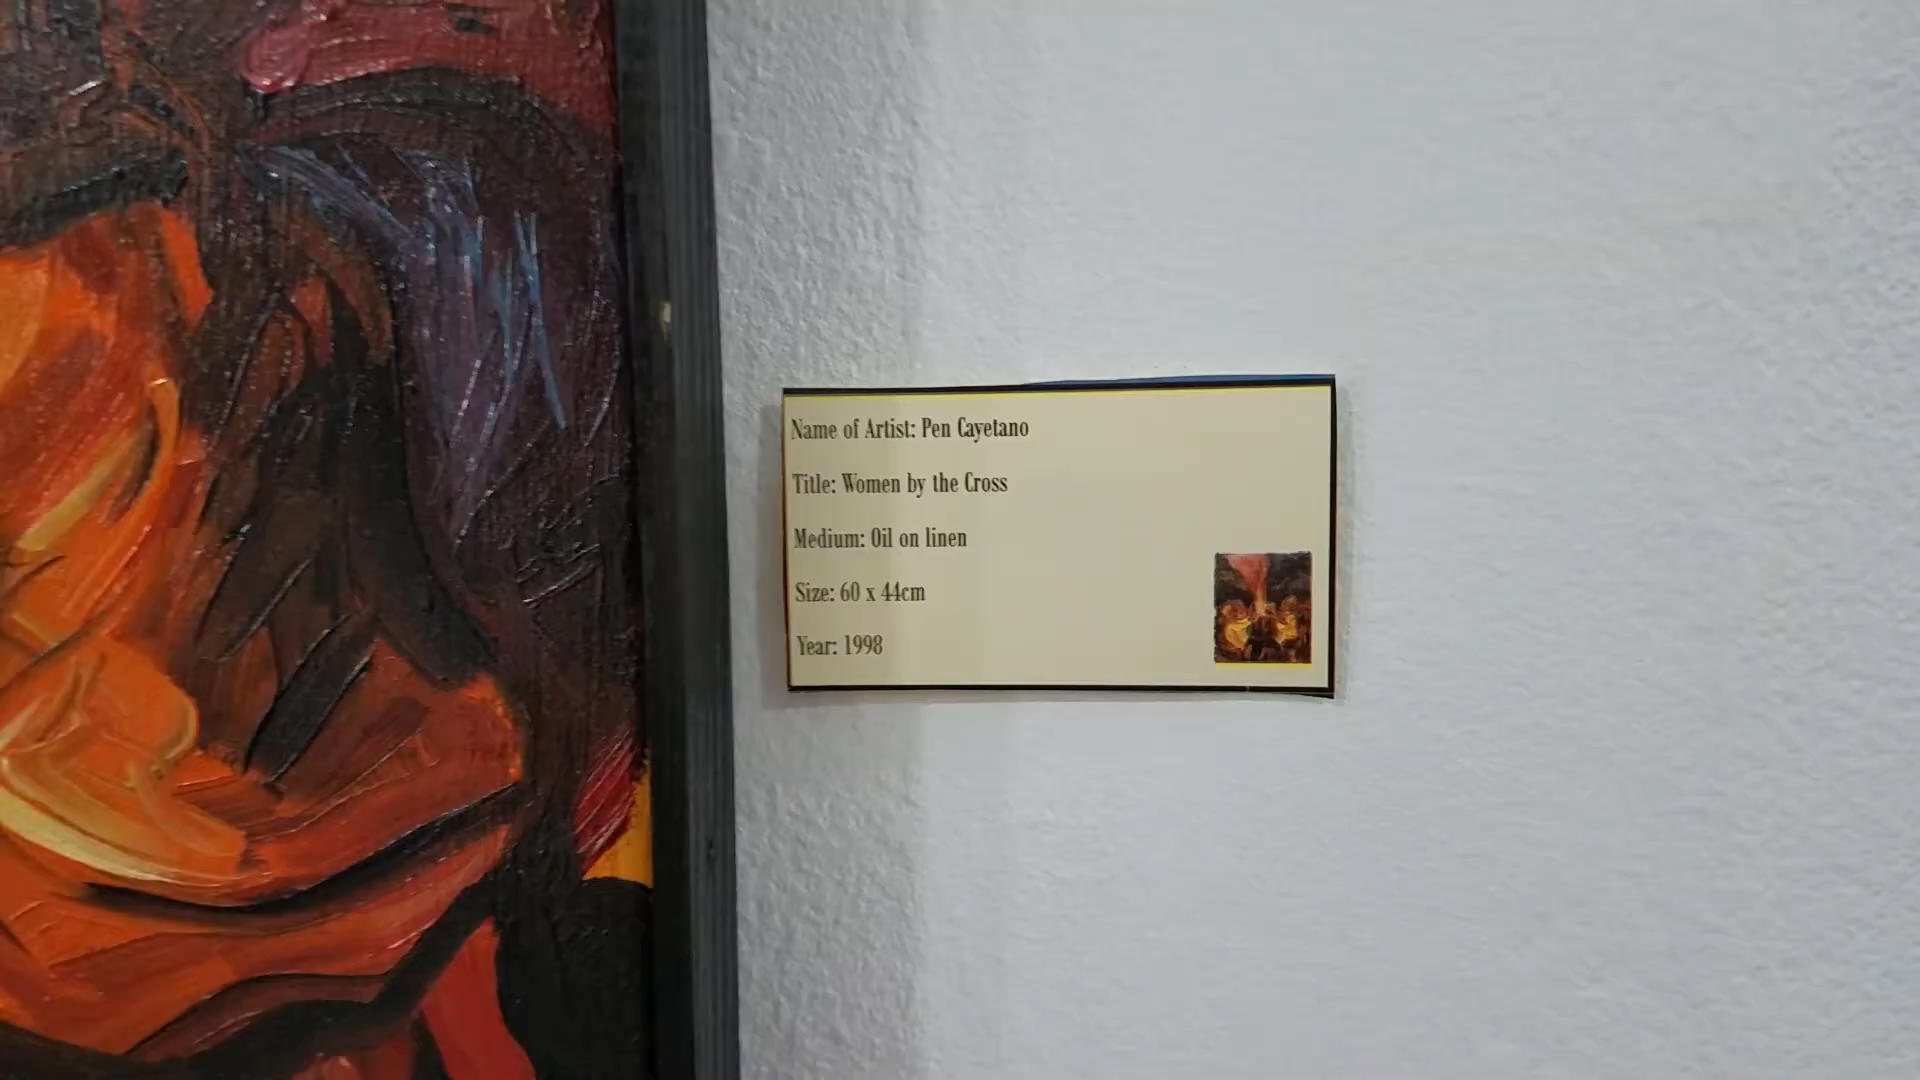 Name of Artist: Pen Cayetano
Title: Women by the Cross
Medium: Oil on linen
Size: 60 x 44cm
Year: 1998